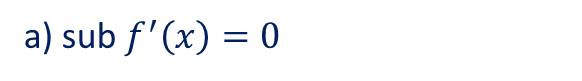 a) sub f′(x) = 0